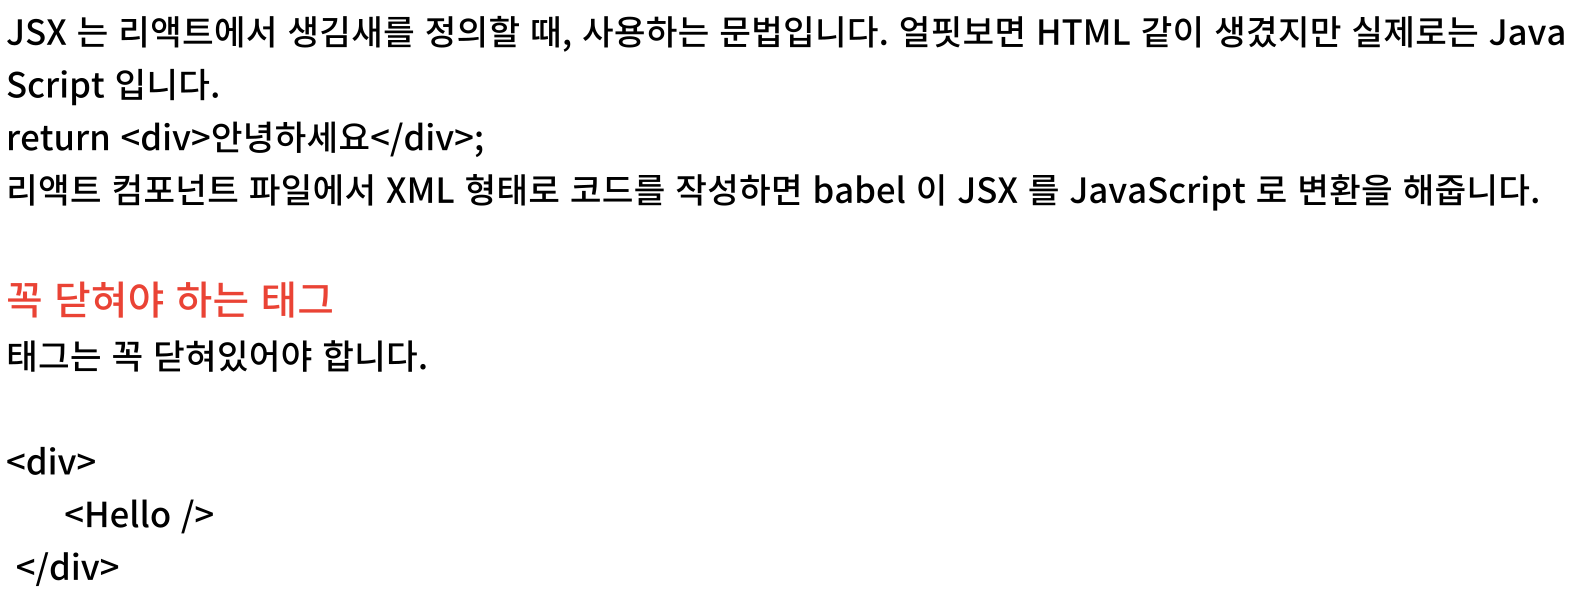 JSX 는 리액트에서 생김새를 정의할 때, 사용하는 문법입니다. 얼핏보면 HTML 같이 생겼지만 실제로는 Java
Script 입니다.
return <div>안녕하세요</div>;
리액트 컴포넌트 파일에서 XML 형태로 코드를 작성하면 babel 이 JSX 를 JavaScript 로 변환을 해줍니다.
꼭 닫혀야 하는 태그
태그는 꼭 닫혀있어야 합니다.
<div>
<Hello />
</div>